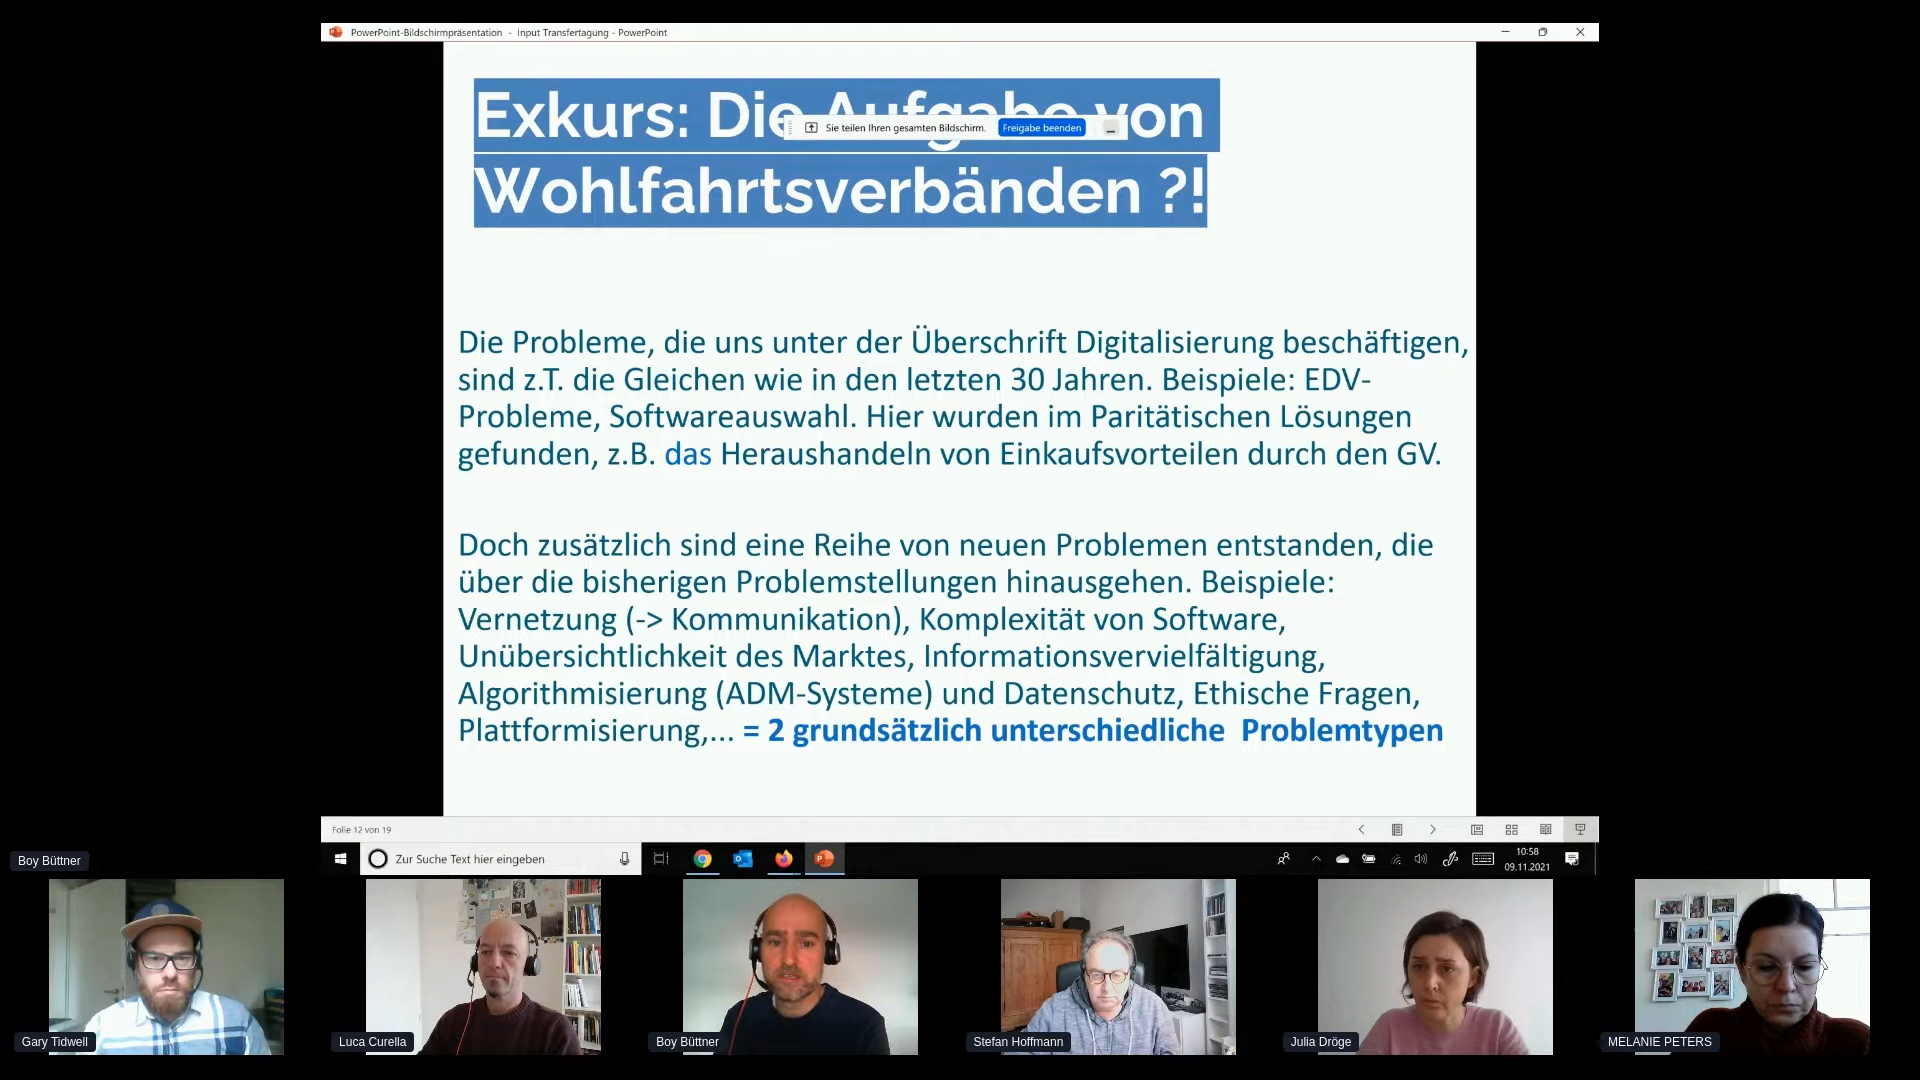 PowerPoint-Bildschirmpräsentation - Input Transfertagung - PowerPoint
Exkurs: Die Aufgabe von
Sie teilen Ihren gesamten Bildschirm. Freigabe beenden
Wohlfahrtsverbänden ?!
Die Probleme, die uns unter der Überschrift Digitalisierung beschäftigen,
sind z.T. die Gleichen wie in den letzten 30 Jahren. Beispiele: EDV-
Probleme, Softwareauswahl. Hier wurden im Paritätischen Lösungen
gefunden, z.B. das Heraushandeln von Einkaufsvorteilen durch den GV.
Doch zusätzlich sind eine Reihe von neuen Problemen entstanden, die
über die bisherigen Problemstellungen hinausgehen. Beispiele:
Vernetzung (-> Kommunikation), Komplexität von Software,
Unübersichtlichkeit des Marktes, Informationsvervielfältigung,
Algorithmisierung (ADM-Systeme) und Datenschutz, Ethische Fragen,
Plattformisierung,... = 2 grundsätzlich unterschiedliche Problemtypen
Folie 12 von 19
Zur Suche Text hier eingeben
10:58
09.11.2021
Boy Büttner
Gary Tidwell
Luca Curella
Boy Büttner
Stefan Hoffmann
Julia Dröge
MELANIE PETERS